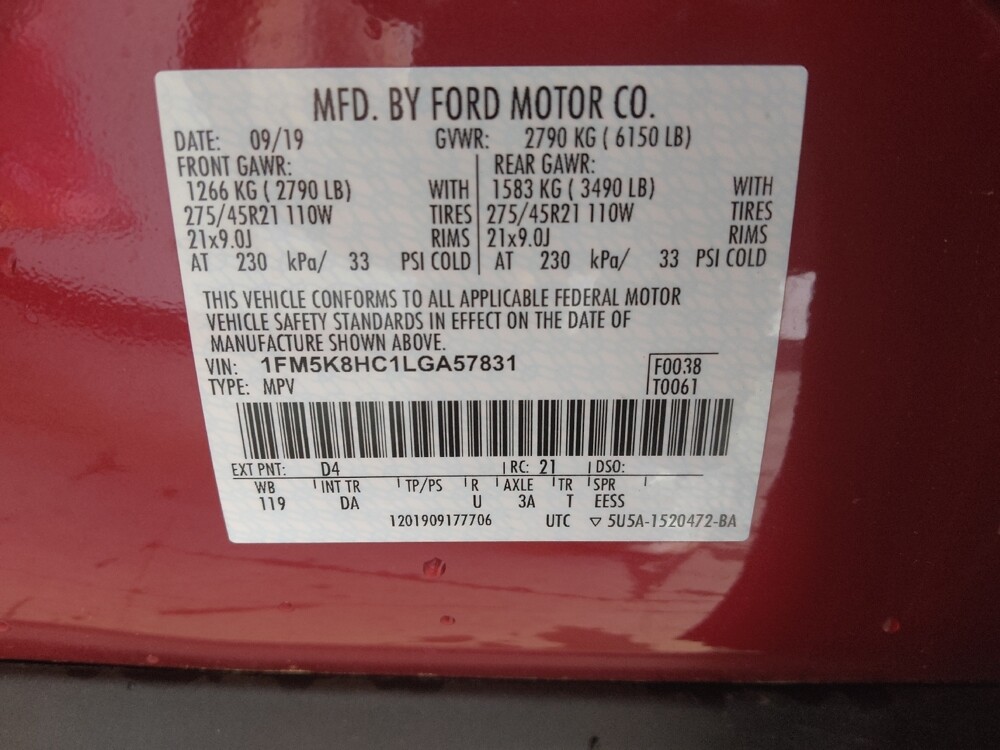 MFD. BY FORD MOTOR CO.
DATE: 09/19 GVWR: 2790 KG ( 6150 LB)
FRONT GAWR: REAR GAWR:
1266 KG ( 2790 LB) WITH 1583 KG ( 3490 LB) WITH
275/45R21 110W TIRES 275/45R21 110W TIRES
21x9.0J RIMS 21x9.0J RIMS
AT 230 kPa/ 33 PSI COLD AT 230 kPa/ 33 PSI COLD
THIS VEHICLE CONFORMS TO ALL APPLICABLE FEDERAL MOTOR
VEHICLE SAFETY STANDARDS IN EFFECT ON THE DATE OF
MANUFACTURE SHOWN ABOVE.
VIN: 1FM5K8HC1LGA57831 F0038
TYPE: MPV T0061
EXT PNT: D4 RC: 21 DSO:
WB INT TR TP/PS R AXLE TR SPR
119 DA U 3A T EESS
1201909177706 UTC ▽ 5U5A-1520472-BA